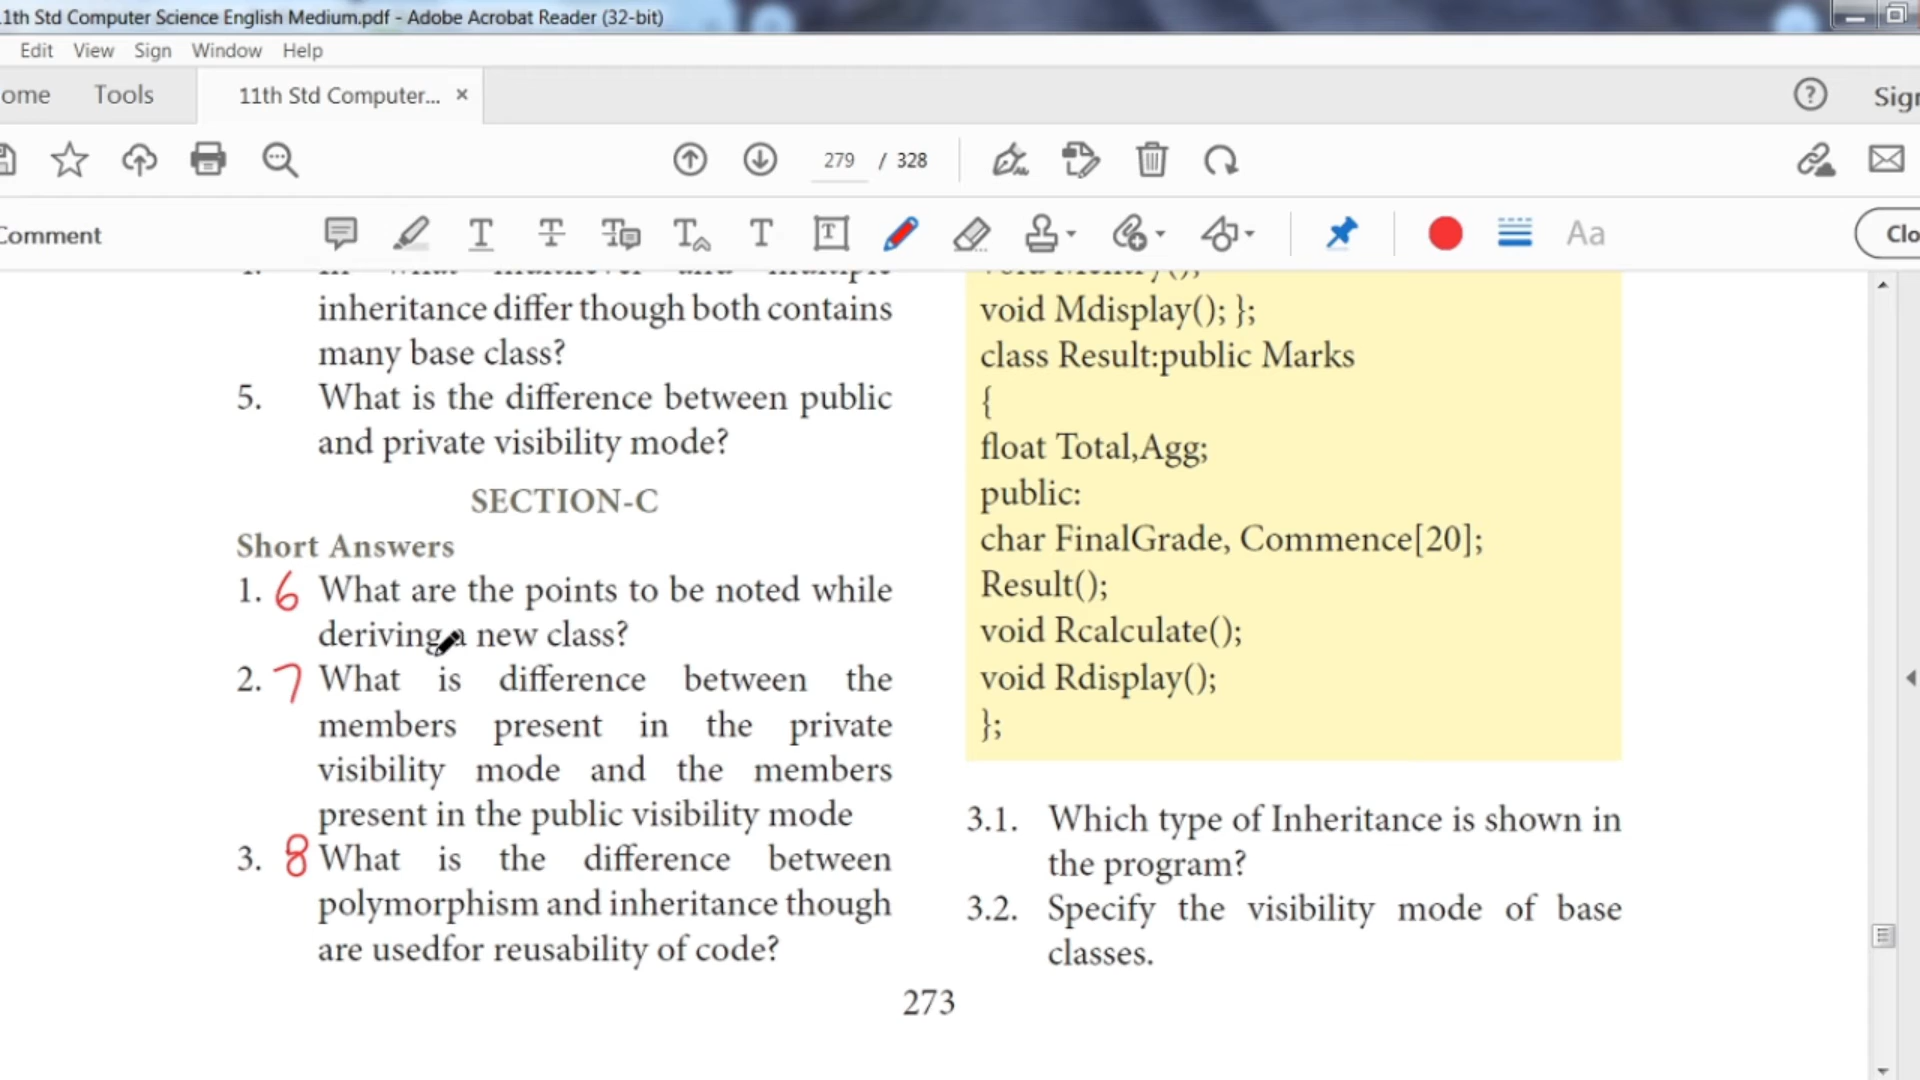 1th Std Computer Science English Medium.pdf - Adobe Acrobat Reader (32-bit)
Edit View Sign Window Help
ome Tools 11th Std Computer... × Sign
279 / 328
Comment Aa Clo
inheritance differ though both contains
many base class?
5. What is the difference between public
and private visibility mode?
SECTION-C
Short Answers
1. 6 What are the points to be noted while
deriving a new class?
2. 7 What is difference between the
members present in the private
visibility mode and the members
present in the public visibility mode
3. 8 What is the difference between
polymorphism and inheritance though
are usedfor reusability of code?
void Mdisplay(); };
class Result:public Marks
{
float Total,Agg;
public:
char FinalGrade, Commence[20];
Result();
void Rcalculate();
void Rdisplay();
};
3.1. Which type of Inheritance is shown in
the program?
3.2. Specify the visibility mode of base
classes.
273